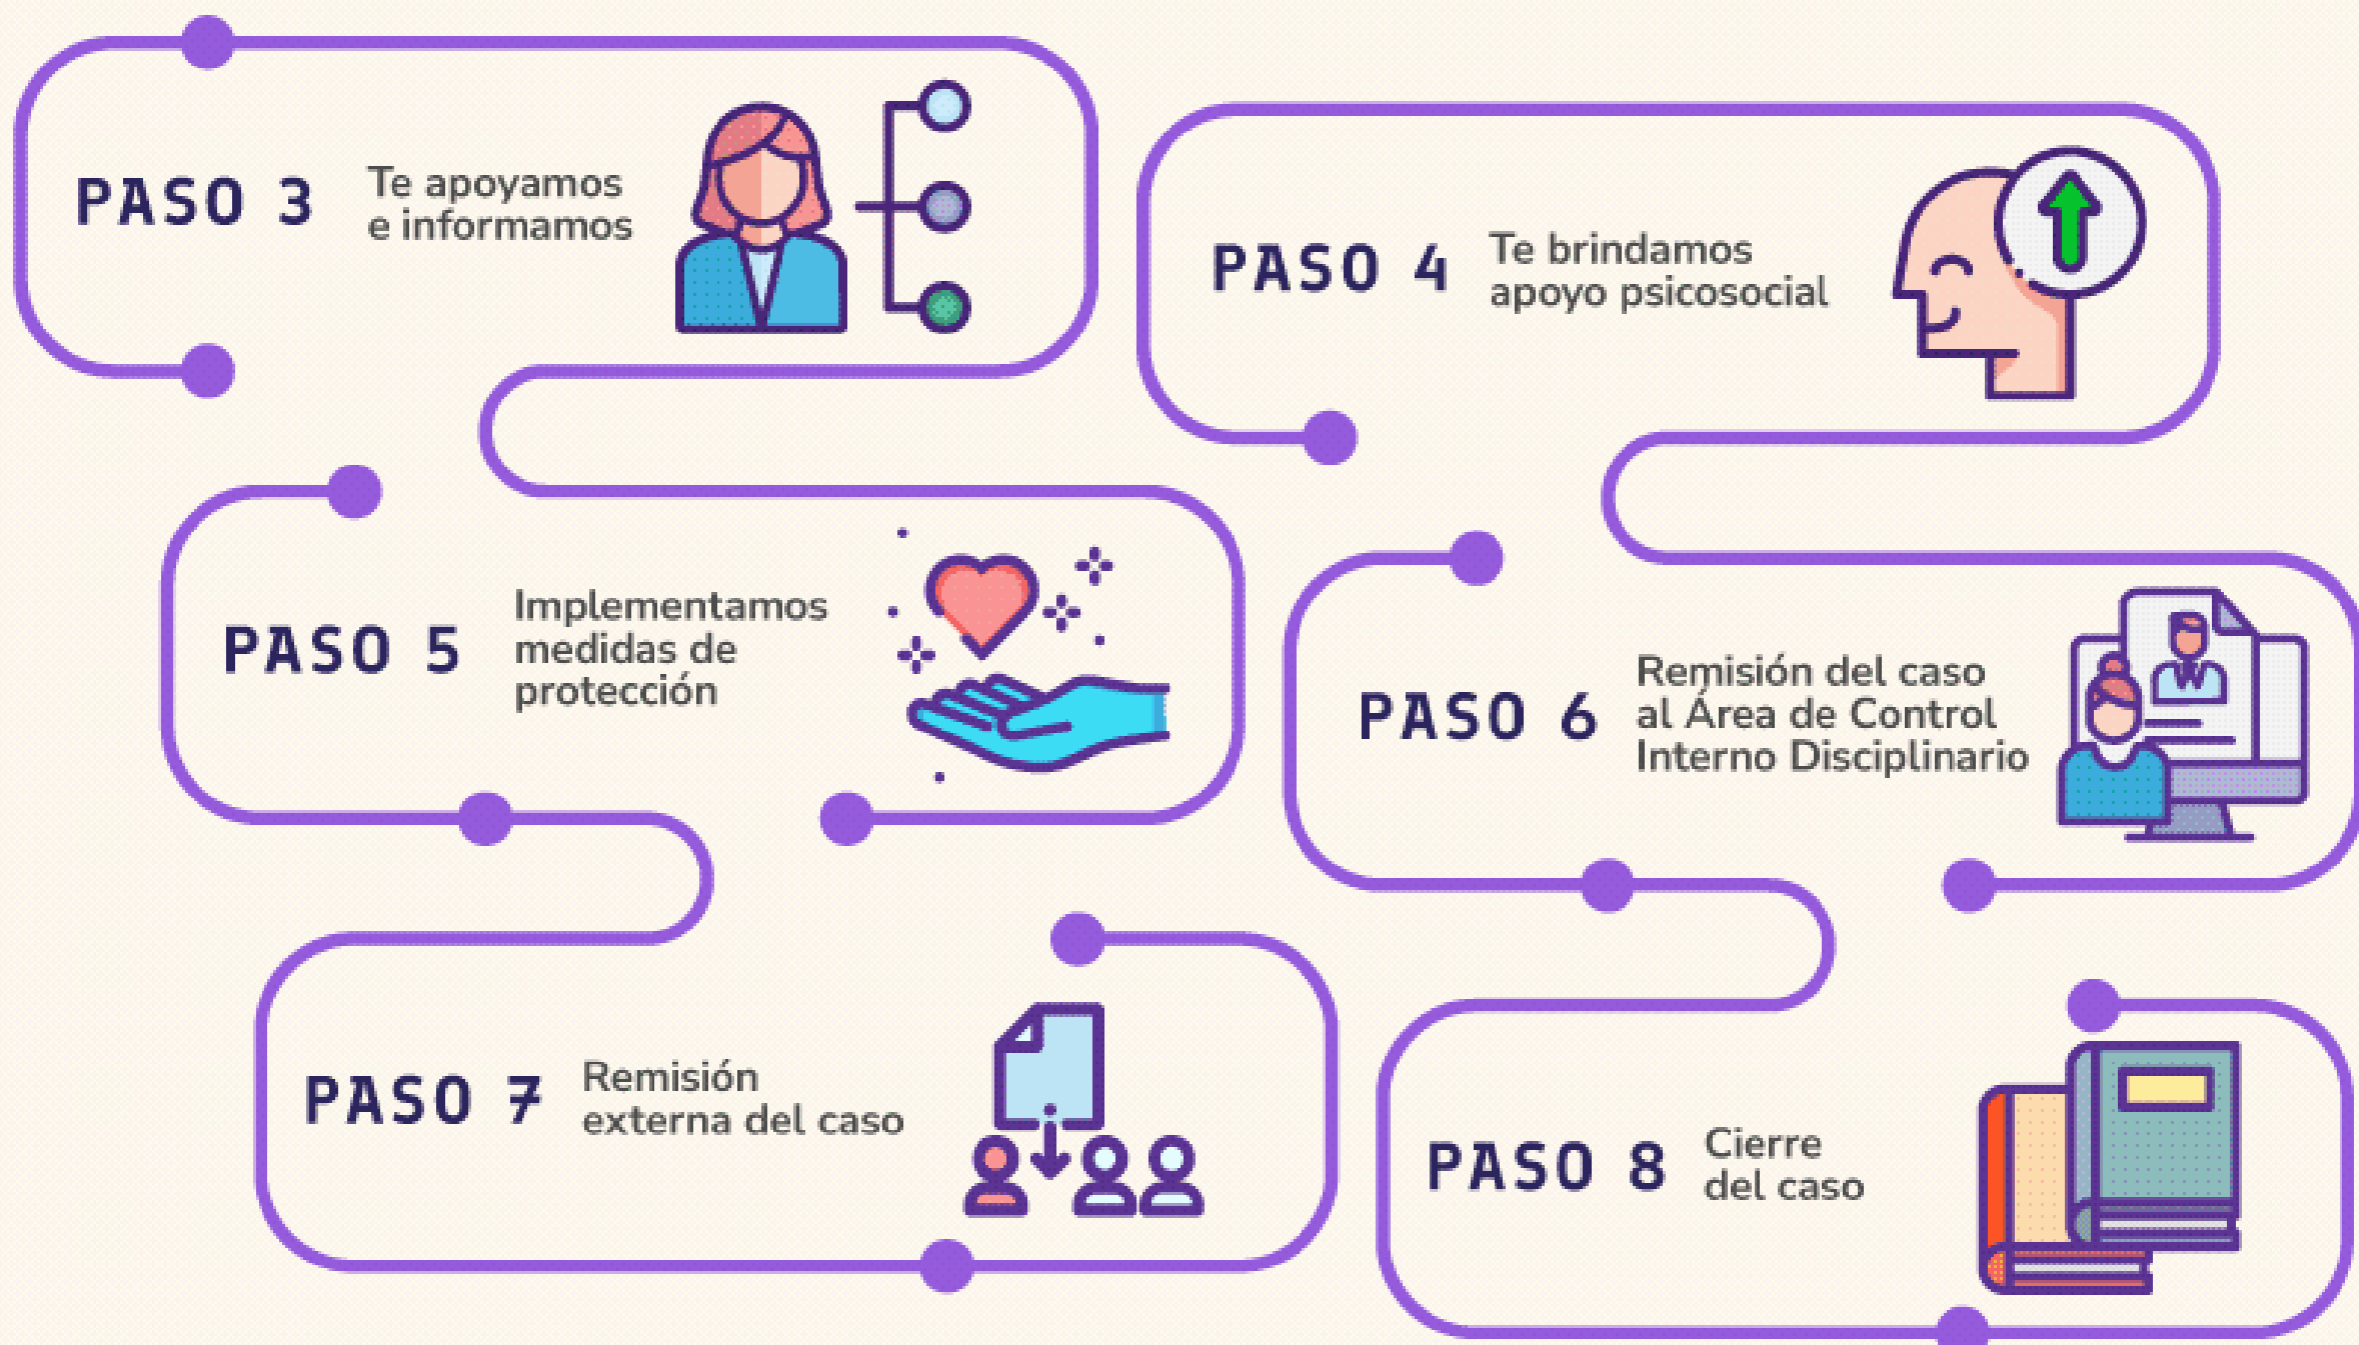 PASO 3
Te apoyamos
e informamos
PASO 4
Te brindamos
apoyo psicosocial
PASO 5
Implementamos
medidas de
protección
PASO 6
Remisión del caso
al Área de Control
Interno Disciplinario
PASO 7
Remisión
externa del caso
PASO 8
Cierre
del caso